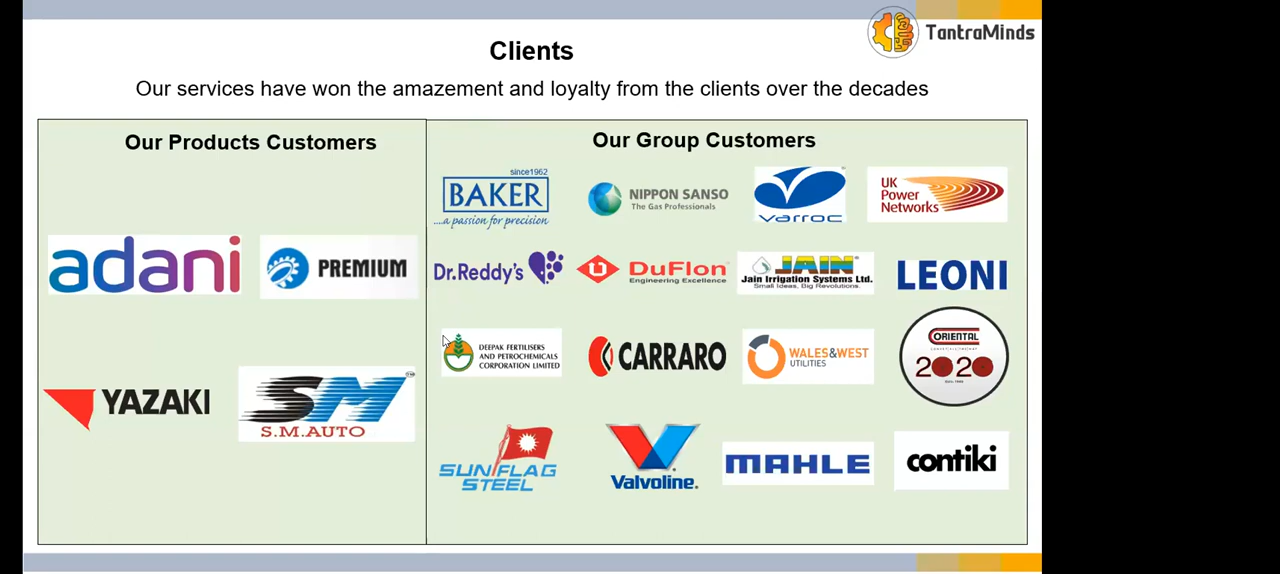 TantraMinds
Clients
Our services have won the amazement and loyalty from the clients over the decades
Our Products Customers
adani
PREMIUM
YAZAKI
SM
S.M.AUTO
Our Group Customers
since1962
BAKER
....a passion for precision
NIPPON SANSO
The Gas Professionals
varroc
UK
Power
Networks
Dr.Reddy's
DuFlon
Engineering Excellence
JAIN
Jain Irrigation Systems Ltd.
Small Ideas, Big Revolutions.
LEONI
DEEPAK FERTILISERS
AND PETROCHEMICALS
CORPORATION LIMITED
CARRARO
WALES&WEST
UTILITIES
ORIENTAL
2020
SUNFLAG
STEEL
Valvoline.
MAHLE
contiki